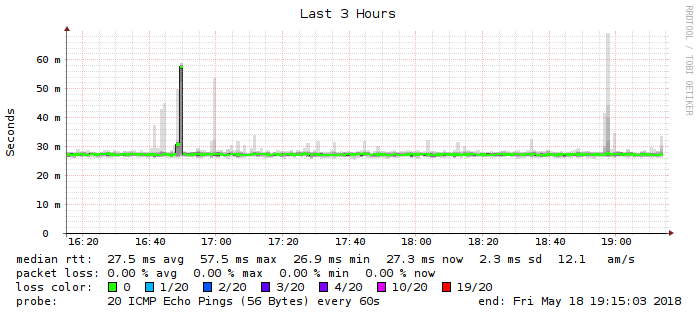 Last 3 Hours
RRDTOOL / TOBI OETIKER
Seconds
60 m
50 m
40 m
30 m
20 m
10 m
0
16:20 16:40 17:00 17:20 17:40 18:00 18:20 18:40 19:00
median rtt: 27.5 ms avg 57.5 ms max 26.9 ms min 27.3 ms now 2.3 ms sd 12.1 am/s
packet loss: 0.00 % avg 0.00 % max 0.00 % min 0.00 % now
loss color: 0 1/20 2/20 3/20 4/20 10/20 19/20
probe: 20 ICMP Echo Pings (56 Bytes) every 60s end: Fri May 18 19:15:03 2018